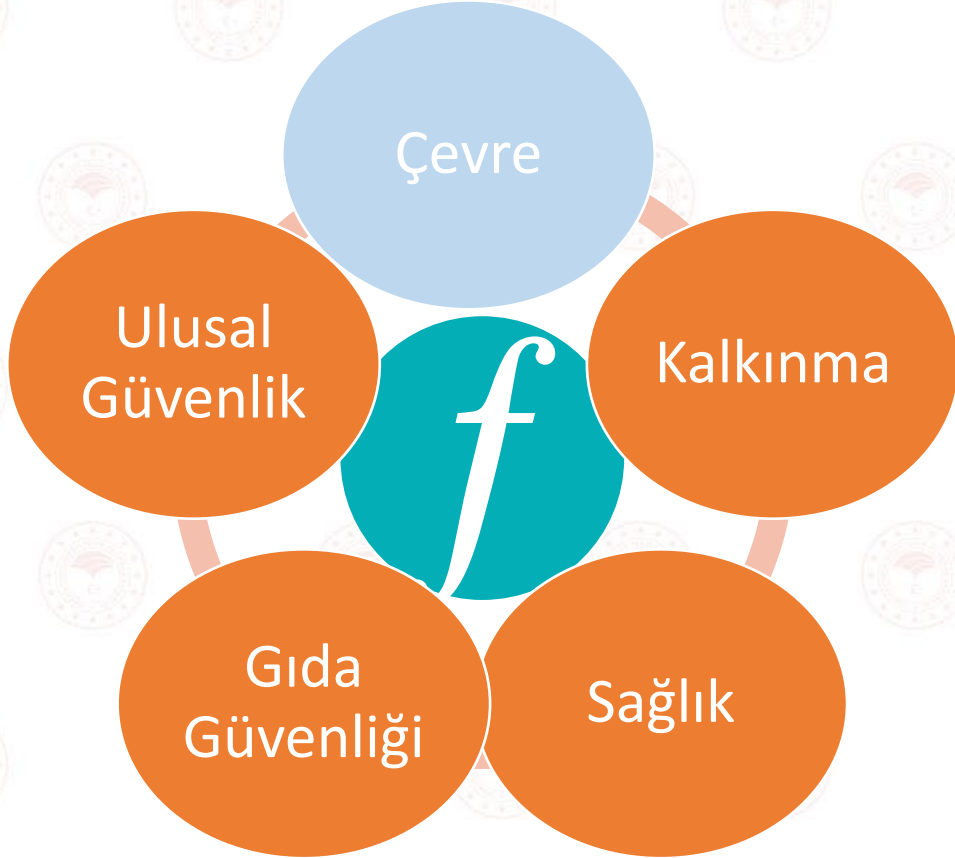 Çevre
Kalkınma
Sağlık
Gıda
Güvenliği
Ulusal
Güvenlik
f